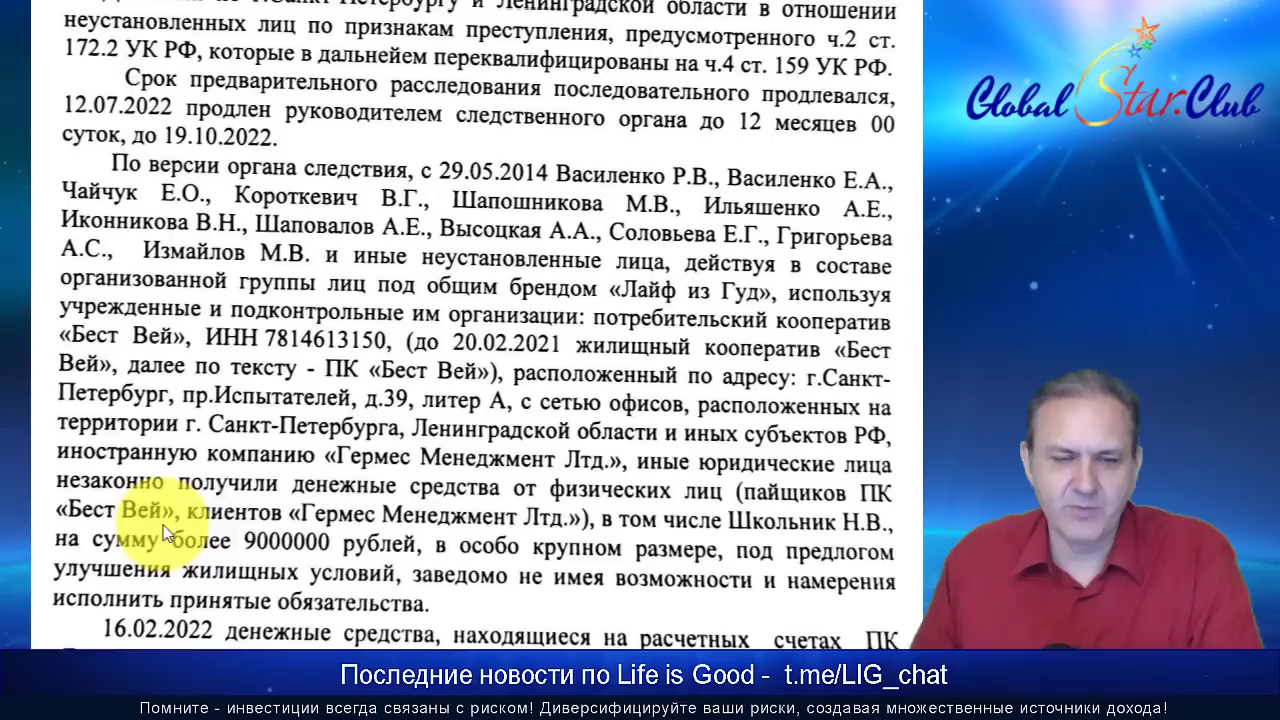 и Ленинградской области в отношении
неустановленных лиц по признакам преступления, предусмотренного ч.2 ст.
172.2 УК РФ, которые в дальнейем переквалифицированы на ч.4 ст. 159 УК РФ.
Срок предварительного расследования последовательного продлевался,
12.07.2022 продлен руководителем следственного органа до 12 месяцев 00
суток, до 19.10.2022.
По версии органа следствия, с 29.05.2014 Василенко Р.В., Василенко Е.А.,
Чайчук Е.О., Короткевич В.Г., Шапошникова М.В., Ильяшенко А.Е.,
Иконникова В.Н., Шаповалов А.Е., Высоцкая А.А., Соловьева Е.Г., Григорьева
А.С., Измайлов М.В. и иные неустановленные лица, действуя в составе
организованной группы лиц под общим брендом «Лайф из Гуд», используя
учрежденные и подконтрольные им организации: потребительский кооператив
«Бест Вей», ИНН 7814613150, (до 20.02.2021 жилищный кооператив «Бест
Вей», далее по тексту - ПК «Бест Вей»), расположенный по адресу: г.Санкт-
Петербург, пр.Испытателей, д.39, литер А, с сетью офисов, расположенных на
территории г. Санкт-Петербурга, Ленинградской области и иных субъектов РФ,
иностранную компанию «Гермес Менеджмент Лтд.», иные юридические лица
незаконно получили денежные средства от физических лиц (пайщиков ПК
«Бест Вей», клиентов «Гермес Менеджмент Лтд.»), в том числе Школьник Н.В.,
на сумму более 9000000 рублей, в особо крупном размере, под предлогом
улучшения жилищных условий, заведомо не имея возможности и намерения
исполнить принятые обязательства.
16.02.2022 денежные средства, находящиеся на расчетных счетах ПК
Global Star.Club
Последние новости по Life is Good - t.me/LIG_chat
Помните - инвестиции всегда связаны с риском! Диверсифицируйте ваши риски, создавая множественные источники дохода!